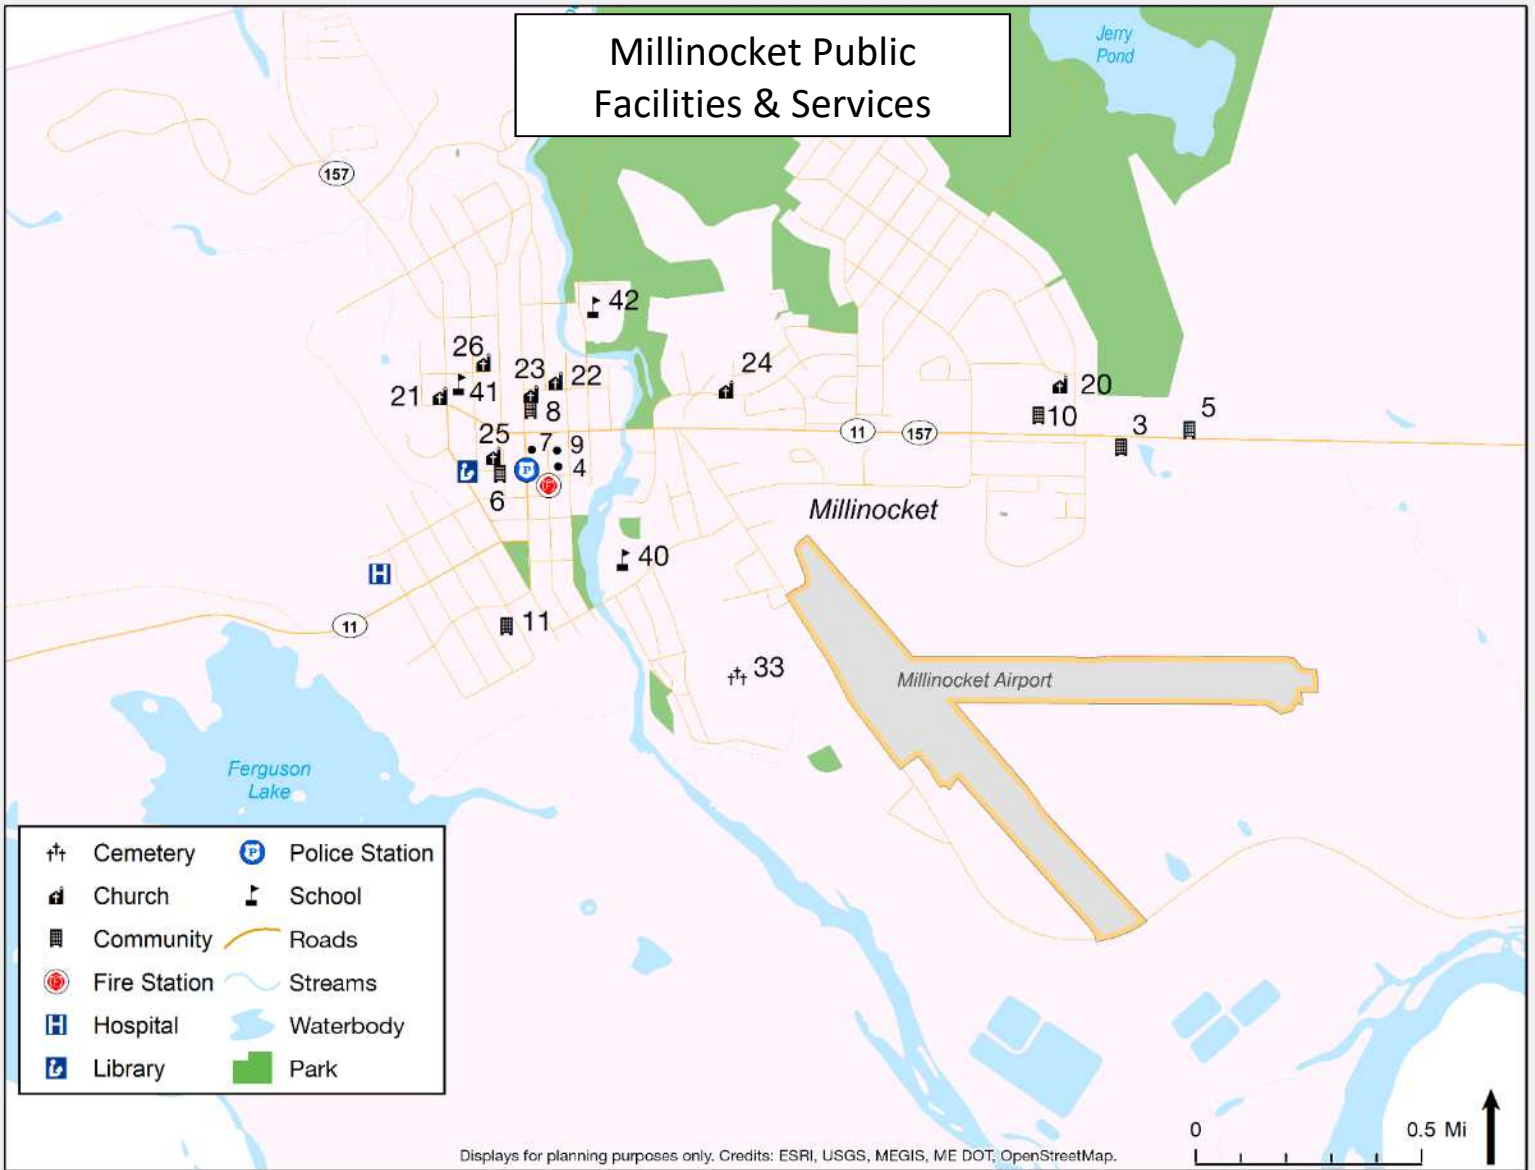 Millinocket Public
Facilities & Services
Jerry
Pond
157
42
26
23
22
24
21
41
8
20
10
3
5
11
157
25
7
9
4
6
P
F
Millinocket
40
H
11
11
33
Millinocket Airport
Ferguson
Lake
Cemetery
P Police Station
Church
School
Community
Roads
F Fire Station
Streams
H Hospital
Waterbody
Library
Park
0 0.5 Mi
Displays for planning purposes only. Credits: ESRI, USGS, MEGIS, ME DOT, OpenStreetMap.